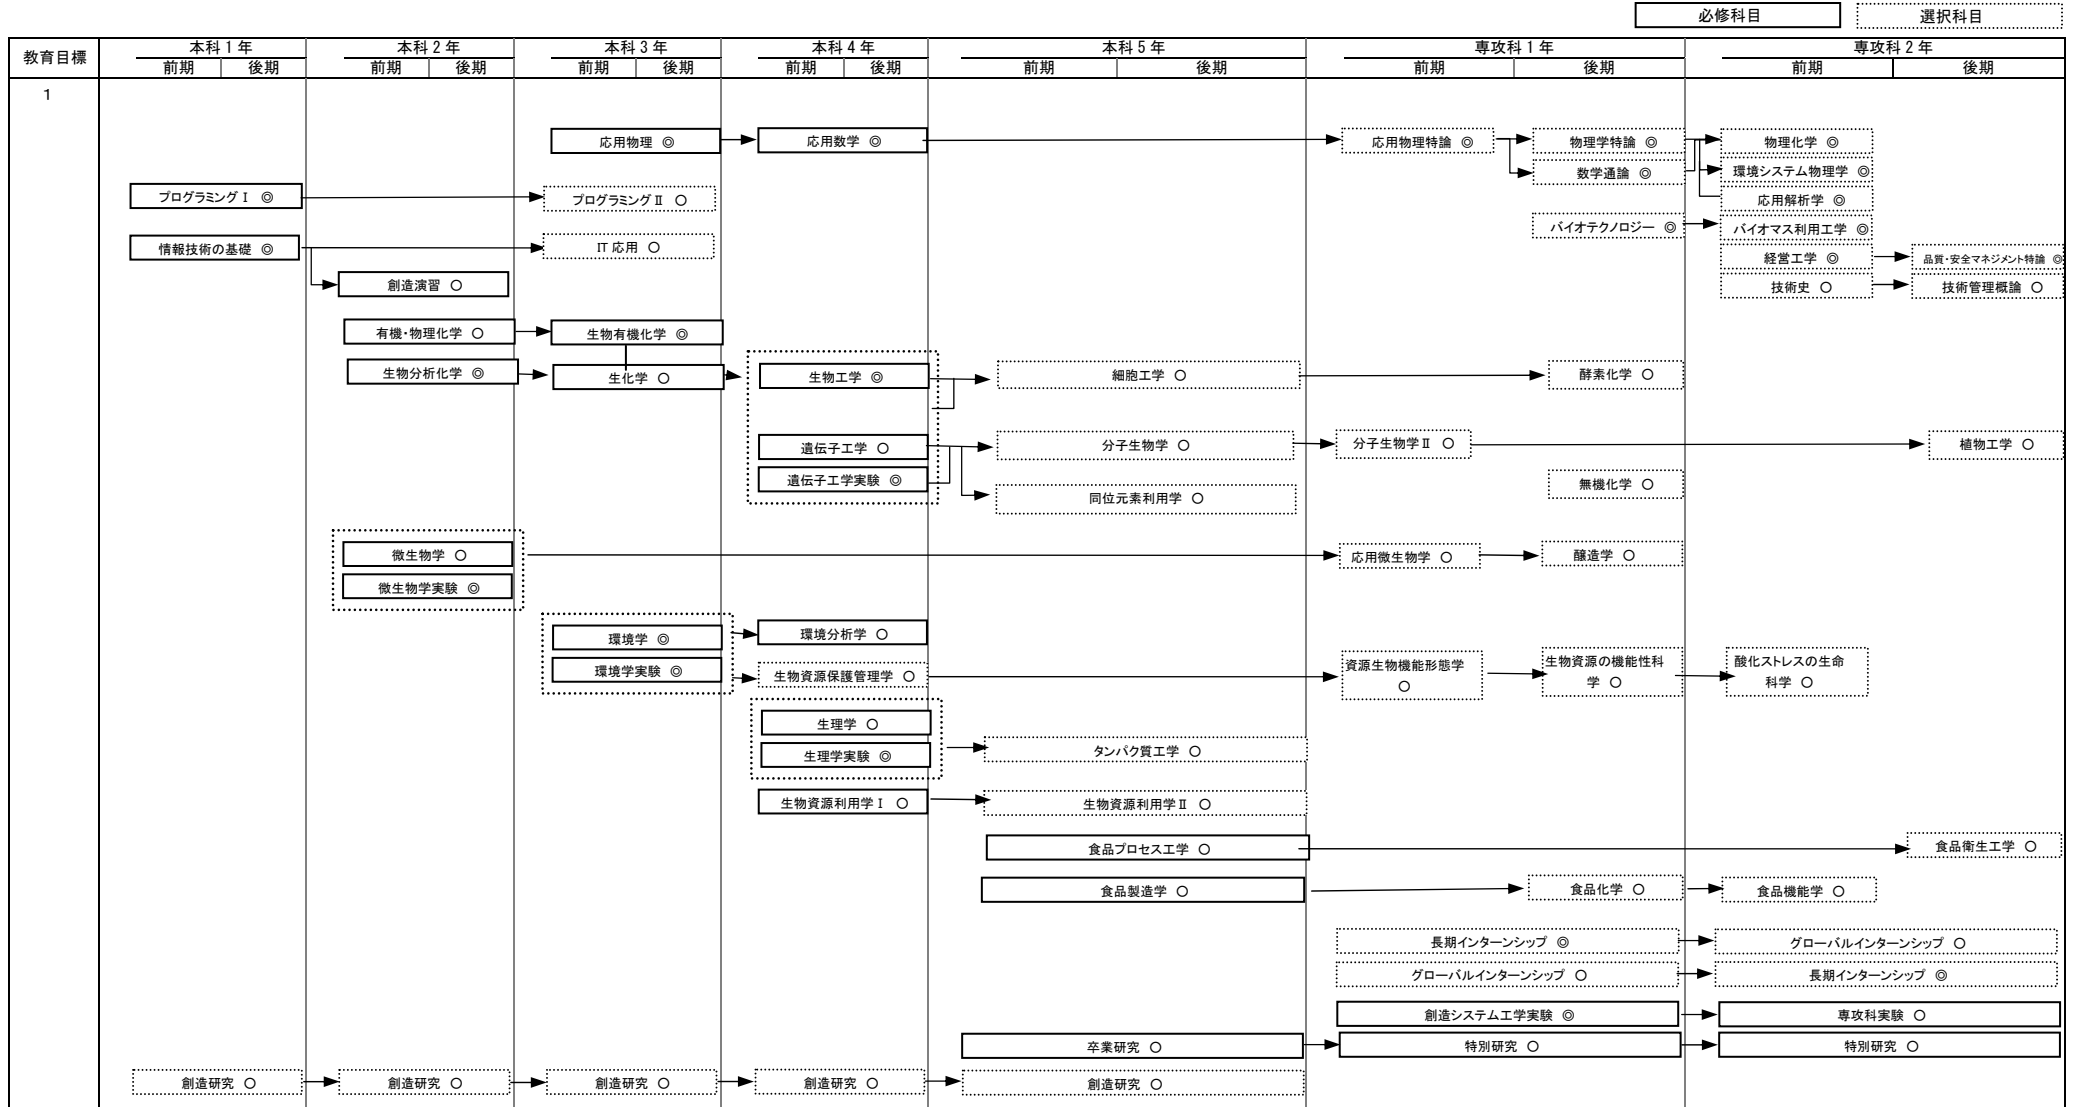 必修科目 選択科目
教育目標 本科1年 本科2年 本科3年 本科4年 本科5年 専攻科1年 専攻科2年
前期 後期 前期 後期 前期 後期 前期 後期 前期 後期 前期 後期 前期 後期
1
応用物理 ◎ 応用数学 ◎ 応用物理特論 ◎ 物理学特論 ◎ 物理化学 ◎
数学通論 ◎ 環境システム物理学 ◎
プログラミングⅠ ◎ プログラミングⅡ ○ 応用解析学 ◎
バイオテクノロジー ◎ バイオマス利用工学 ◎
情報技術の基礎 ◎ IT応用 ○ 経営工学 ◎ 品質・安全マネジメント特論 ◎
創造演習 ○ 技術史 ○ 技術管理概論 ○
有機・物理化学 ○ 生物有機化学 ◎
生物分析化学 ◎ 生化学 ○ 生物工学 ◎ 細胞工学 ○ 酵素化学 ○
遺伝子工学 ○ 分子生物学 ○ 分子生物学Ⅱ ○ 植物工学 ○
遺伝子工学実験 ◎ 無機化学 ○
同位元素利用学 ○
微生物学 ○ 応用微生物学 ○ 醸造学 ○
微生物学実験 ◎
環境学 ◎ 環境分析学 ○
環境学実験 ◎ 資源生物機能形態学 生物資源の機能性科 酸化ストレスの生命
生物資源保護管理学 ○ ○ 学 ○ 科学 ○
生理学 ○
生理学実験 ◎ タンパク質工学 ○
生物資源利用学Ⅰ ○ 生物資源利用学Ⅱ ○
食品プロセス工学 ○ 食品衛生工学 ○
食品製造学 ○ 食品化学 ○ 食品機能学 ○
長期インターンシップ ◎ グローバルインターンシップ ○
グローバルインターンシップ ○ 長期インターンシップ ◎
創造システム工学実験 ◎ 専攻科実験 ○
卒業研究 ○ 特別研究 ○ 特別研究 ○
創造研究 ○ 創造研究 ○ 創造研究 ○ 創造研究 ○ 創造研究 ○